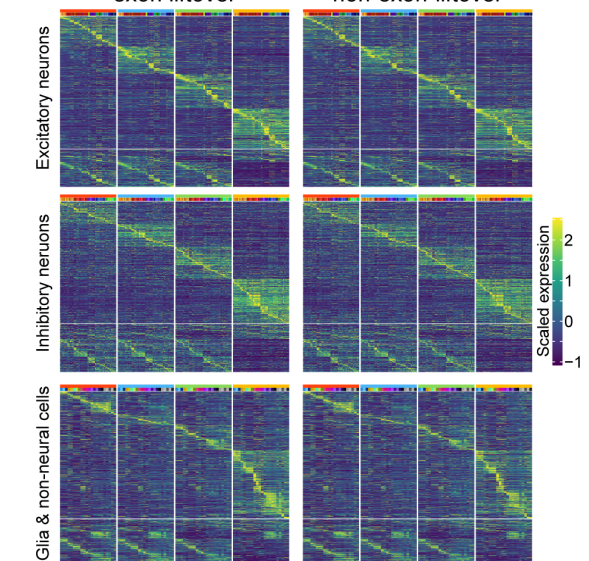 Excitatory neurons
Inhibitory neruons
Glia & non-neural cells
Scaled expression
2
1
0
−1